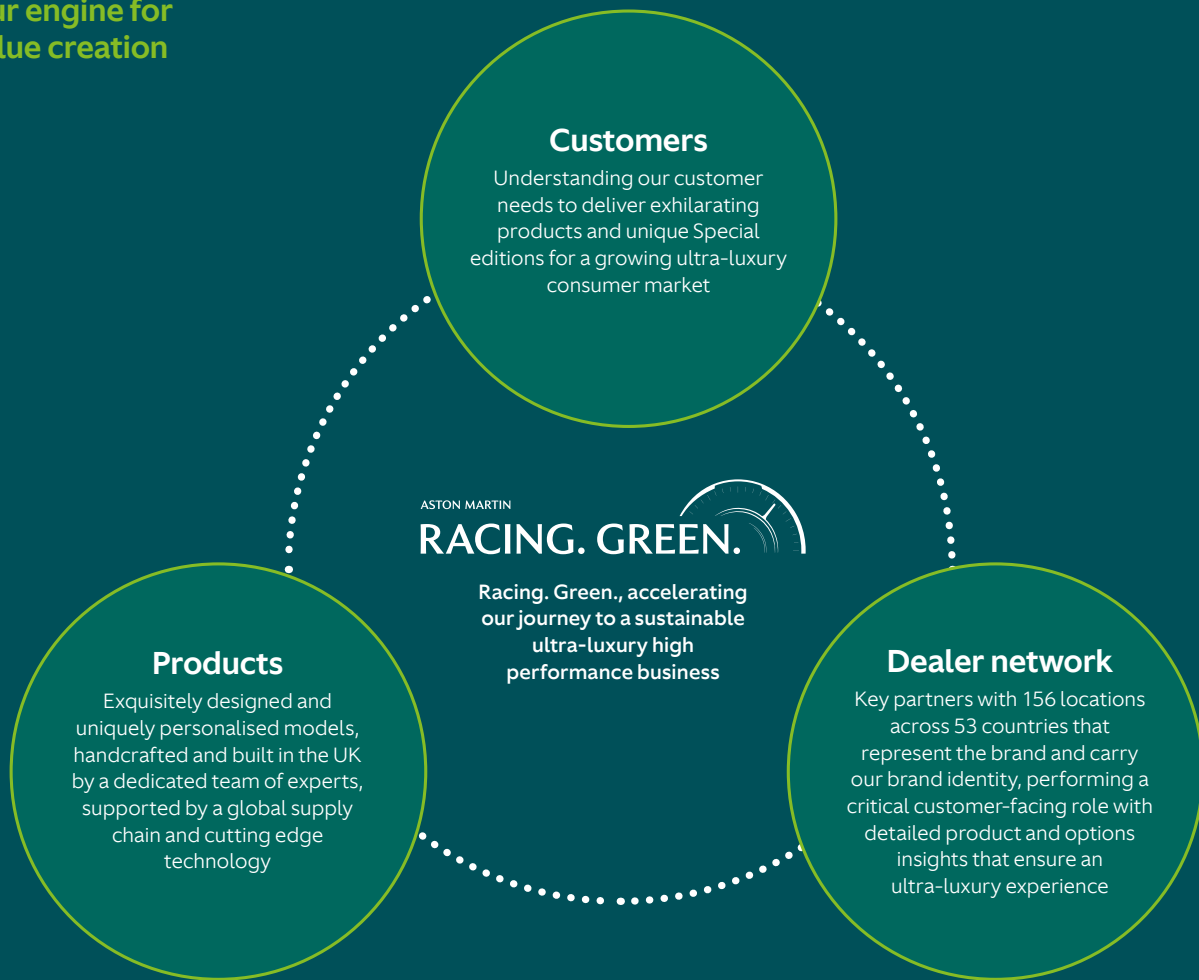 ur engine for
lue creation
Customers
Understanding our customer
needs to deliver exhilarating
products and unique Special
editions for a growing ultra-luxury
consumer market
ASTON MARTIN
RACING. GREEN.
Racing. Green., accelerating
our journey to a sustainable
ultra-luxury high
performance business
Products
Exquisitely designed and
uniquely personalised models,
handcrafted and built in the UK
by a dedicated team of experts,
supported by a global supply
chain and cutting edge
technology
Dealer network
Key partners with 156 locations
across 53 countries that
represent the brand and carry
our brand identity, performing a
critical customer-facing role with
detailed product and options
insights that ensure an
ultra-luxury experience